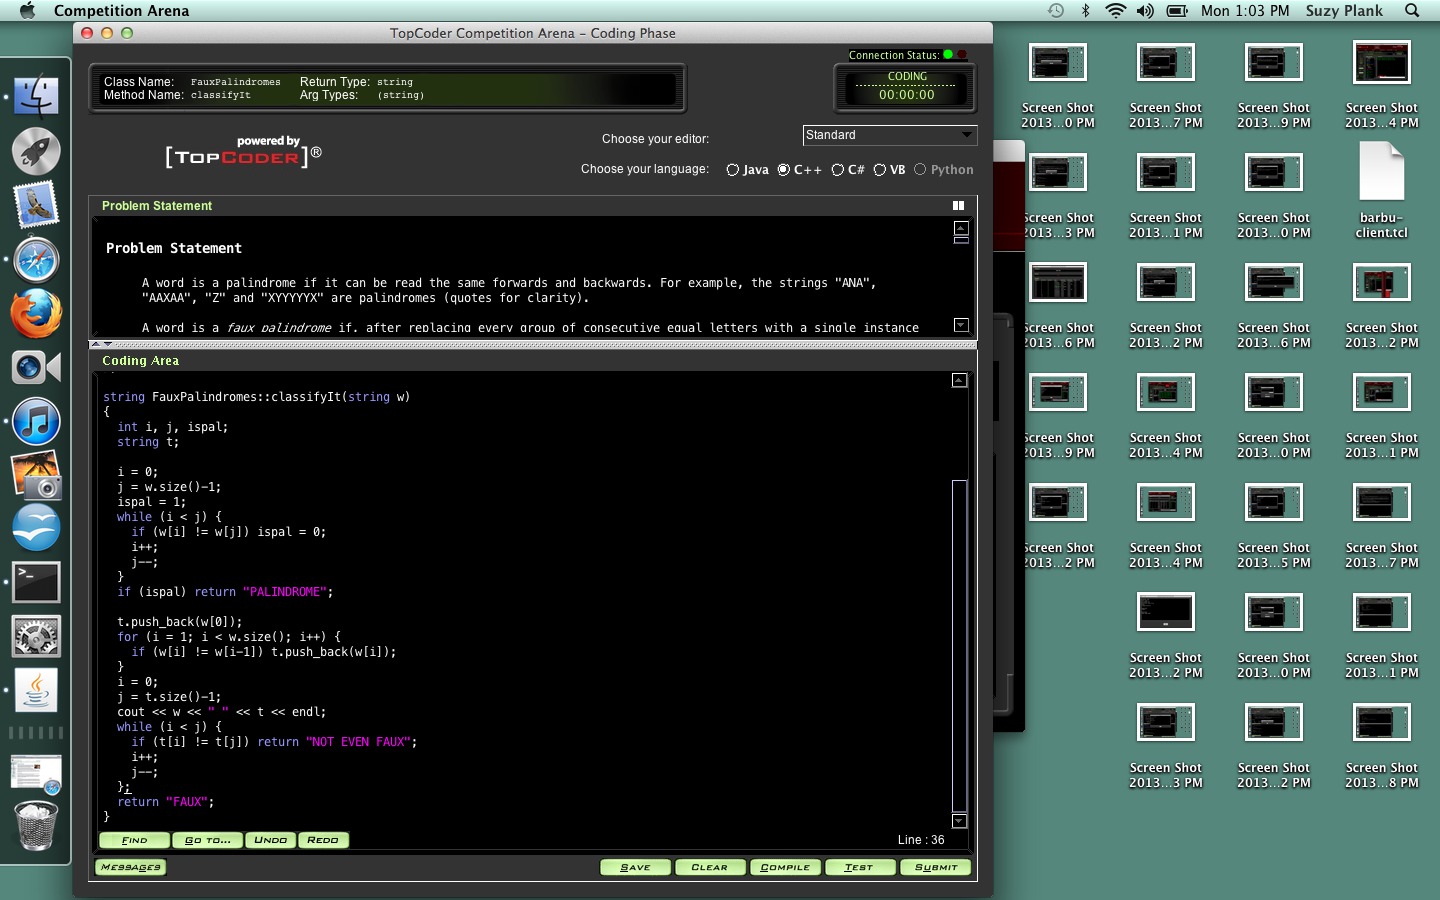 Competition Arena
Mon 1:03 PM
Suzy Plank
TopCoder Competition Arena – Coding Phase
Connection Status:
Class Name: FauxPalindromes Return Type: string
Method Name: classifyIt Arg Types: (string)
CODING
00:00:00
powered by
[TOPCODER]®
Choose your editor: Standard
Choose your language: Java C++ C# VB Python
Problem Statement
Problem Statement
A word is a palindrome if it can be read the same forwards and backwards. For example, the strings "ANA",
"AAXAA", "Z" and "XYYYYYX" are palindromes (quotes for clarity).
A word is a faux palindrome if, after replacing every group of consecutive equal letters with a single instance
Coding Area
string FauxPalindromes::classifyIt(string w)
{
int i, j, ispal;
string t;
i = 0;
j = w.size()-1;
ispal = 1;
while (i < j) {
if (w[i] != w[j]) ispal = 0;
i++;
j--;
}
if (ispal) return "PALINDROME";
t.push_back(w[0]);
for (i = 1; i < w.size(); i++) {
if (w[i] != w[i-1]) t.push_back(w[i]);
}
i = 0;
j = t.size()-1;
cout << w << " " << t << endl;
while (i < j) {
if (t[i] != t[j]) return "NOT EVEN FAUX";
i++;
j--;
};
return "FAUX";
}
FIND GO TO... UNDO REDO
Line : 36
MESSAGES SAVE CLEAR COMPILE TEST SUBMIT
Screen Shot Screen Shot Screen Shot Screen Shot
2013...0 PM 2013...7 PM 2013...9 PM 2013...4 PM
Screen Shot Screen Shot Screen Shot barbu-
2013...3 PM 2013...1 PM 2013...0 PM client.tcl
Screen Shot Screen Shot Screen Shot Screen Shot
2013...6 PM 2013...2 PM 2013...6 PM 2013...2 PM
Screen Shot Screen Shot Screen Shot Screen Shot
2013...9 PM 2013...4 PM 2013...0 PM 2013...1 PM
Screen Shot Screen Shot Screen Shot Screen Shot
2013...2 PM 2013...4 PM 2013...5 PM 2013...7 PM
Screen Shot Screen Shot Screen Shot
2013...2 PM 2013...0 PM 2013...1 PM
Screen Shot Screen Shot Screen Shot
2013...3 PM 2013...2 PM 2013...8 PM